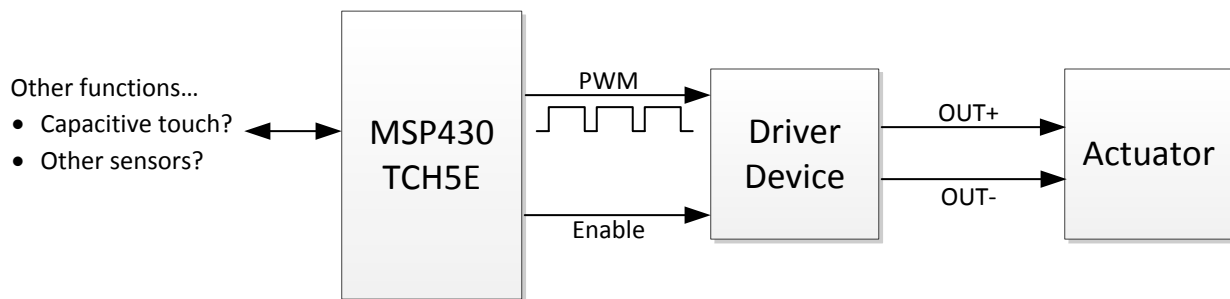 Other functions...
• Capacitive touch?
• Other sensors?
MSP430
TCH5E
PWM
Enable
Driver
Device
OUT+
OUT-
Actuator